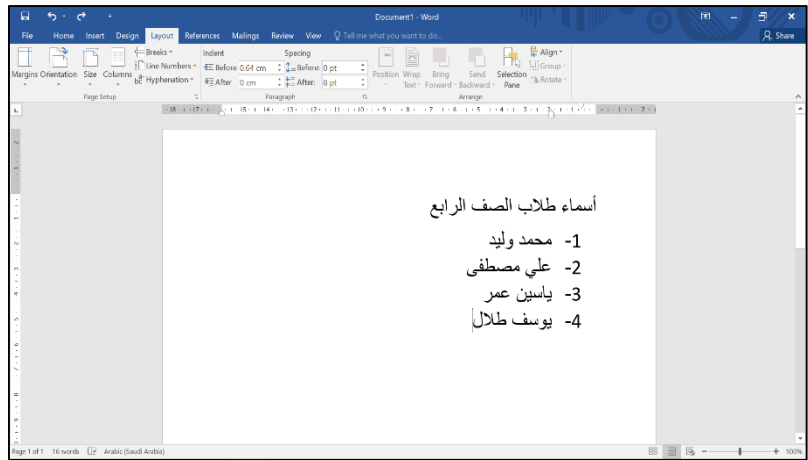 Document1 - Word
File Home Insert Design Layout References Mailings Review View Tell me what you want to do... Share
Margins Orientation Size Columns Breaks Line Numbers Hyphenation
Page Setup
Indent Spacing
Before 0.64 cm Before: 0 pt
After 0 cm After: 8 pt
Paragraph
Position Wrap Text Bring Forward Send Backward Selection Pane Align Group Rotate
Arrange
أسماء طلاب الصف الرابع
1- محمد وليد
2- علي مصطفى
3- ياسين عمر
4- يوسف طلال
Page 1 of 1 16 words Arabic (Saudi Arabia) 100%